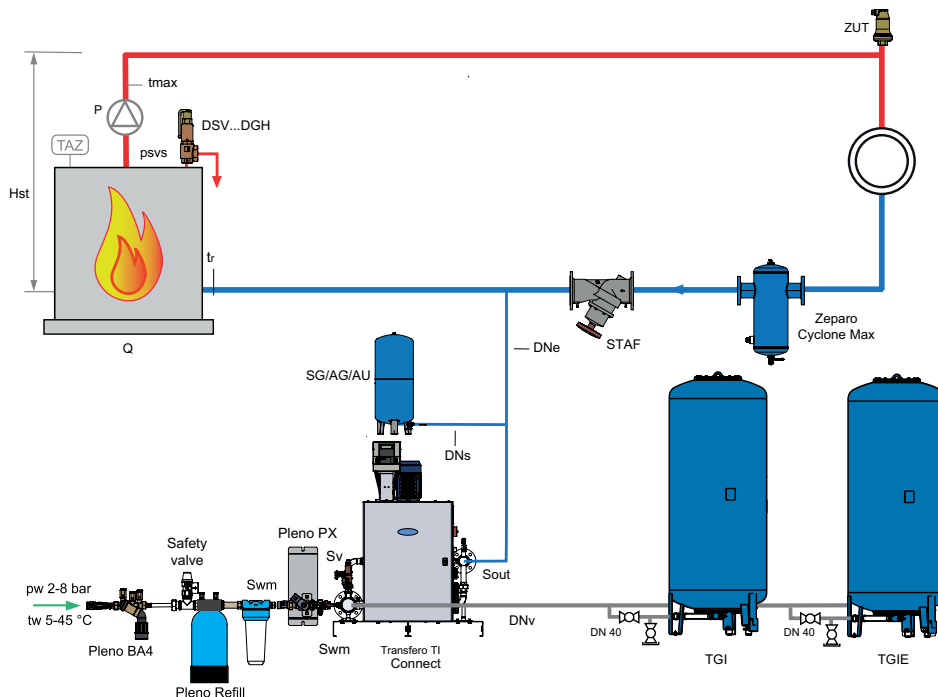 ZUT
tmax
P
DSV...DGH
TAZ
psvs
Hst
tr
Q
STAF
Zeparo
Cyclone Max
DNe
SG/AG/AU
DNs
Pleno PX
Safety
valve
Sv
Swm
Sout
pw 2-8 bar
tw 5-45 °C
DNv
DN 40
DN 40
Swm
Pleno BA4
Transfero TI
Connect
TGI
TGIE
Pleno Refill